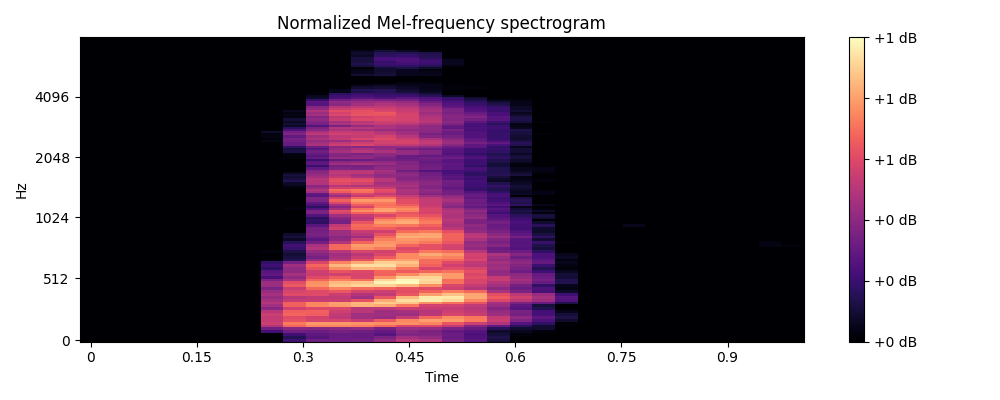 Normalized Mel-frequency spectrogram
Hz
4096
2048
1024
512
0
0 0.15 0.3 0.45 0.6 0.75 0.9
Time
+1 dB
+1 dB
+1 dB
+0 dB
+0 dB
+0 dB